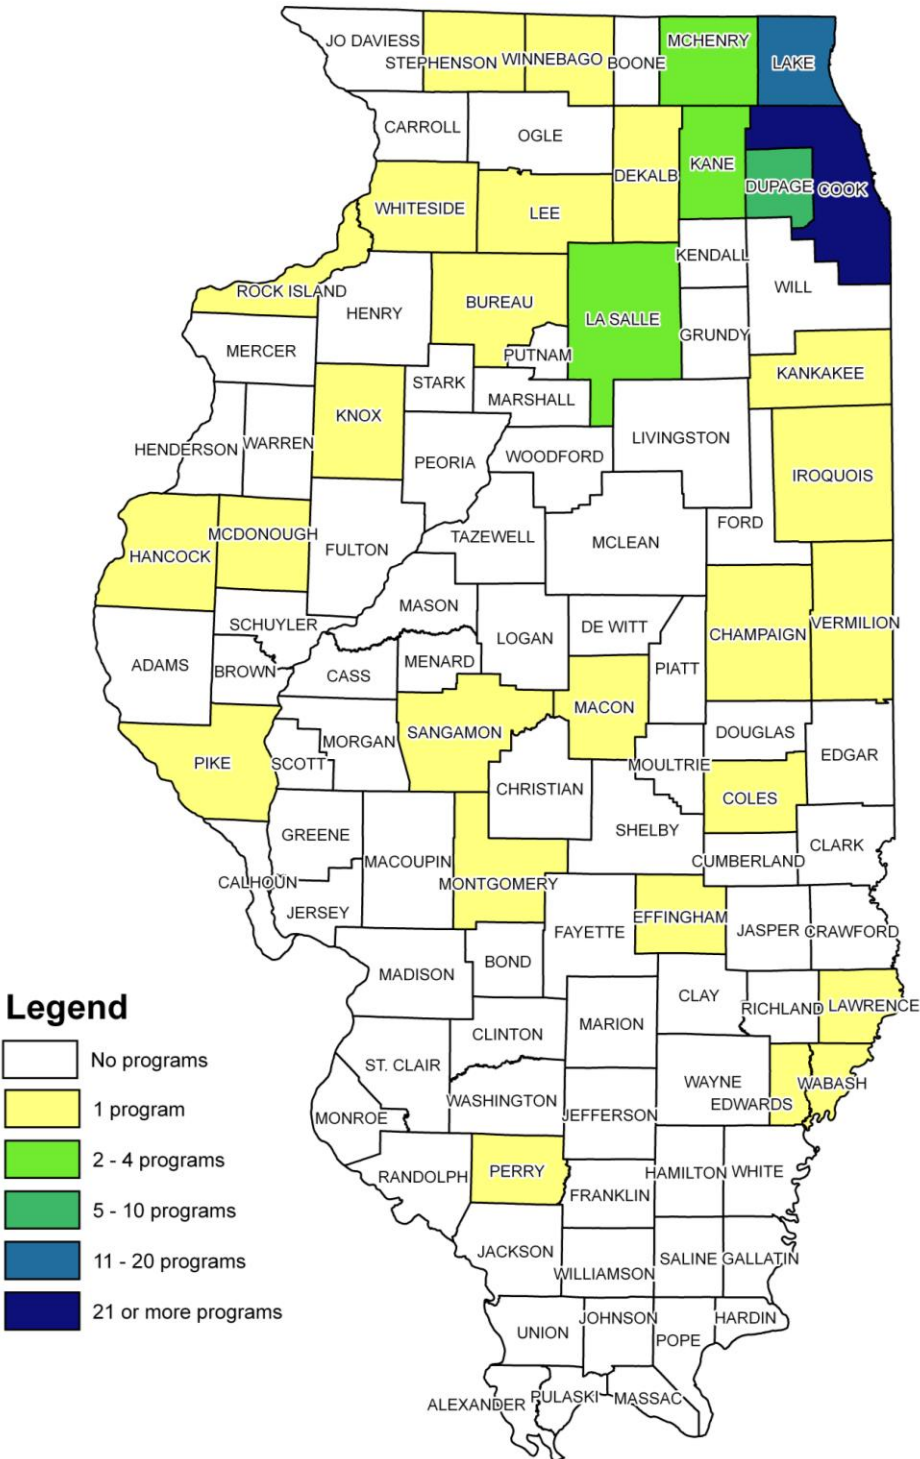 JO DAVIESS
STEPHENSON
WINNEBAGO
BOONE
MCHENRY
LAKE
CARROLL
OGLE
DEKALB
KANE
DUPAGE
COOK
WHITESIDE
LEE
KENDALL
WILL
ROCK ISLAND
HENRY
BUREAU
LA SALLE
GRUNDY
MERCER
PUTNAM
KANKAKEE
STARK
MARSHALL
KNOX
HENDERSON
WARREN
PEORIA
WOODFORD
LIVINGSTON
IROQUOIS
HANCOCK
MCDONOUGH
FULTON
TAZEWELL
MCLEAN
FORD
SCHUYLER
MASON
LOGAN
DE WITT
CHAMPAIGN
VERMILION
ADAMS
BROWN
CASS
MENARD
PIATT
MACON
PIKE
SCOTT
MORGAN
SANGAMON
CHRISTIAN
MOULTRIE
DOUGLAS
EDGAR
COLES
GREENE
MACOUPIN
SHELBY
CUMBERLAND
CLARK
CALHOUN
JERSEY
MONTGOMERY
FAYETTE
EFFINGHAM
JASPER
CRAWFORD
MADISON
BOND
CLAY
RICHLAND
LAWRENCE
CLINTON
MARION
ST. CLAIR
WAYNE
EDWARDS
WABASH
MONROE
WASHINGTON
JEFFERSON
RANDOLPH
PERRY
FRANKLIN
HAMILTON
WHITE
JACKSON
WILLIAMSON
SALINE
GALLATIN
UNION
JOHNSON
POPE
HARDIN
ALEXANDER
PULASKI
MASSAC
Legend
No programs
1 program
2 - 4 programs
5 - 10 programs
11 - 20 programs
21 or more programs